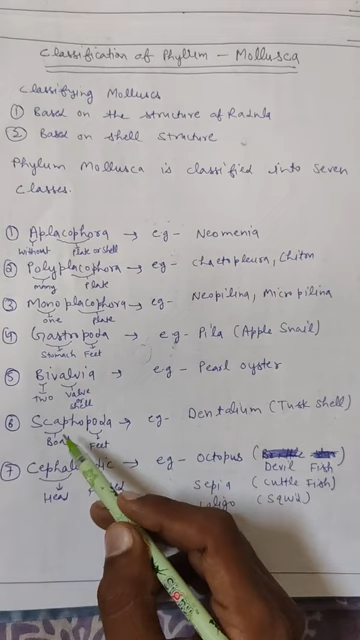 Classification of Phylum - Mollusca
Classifying Molluscs
① Based on the structure of Radula
② Based on shell structure
Phylum Mollusca is classified into seven
classes.
① Aplacophora → eg - Neomenia
without Plate or shell
② Polyplacophora → eg - Chaetopleura, Chiton
many Plate
③ Monoplacophora → eg - Neopilina, Micropilina
one Plate
④ Gastropoda → eg - Pila (Apple Snail)
Stomach Feet
⑤ Bivalvia → eg - Pearl oyster
Two Valve or shell
⑥ Scaphopoda → eg - Dentalium (Tusk Shell)
Boat Feet
⑦ → eg - Octopus (Devil Fish)
Sepia (Cuttle Fish)
(Squid)